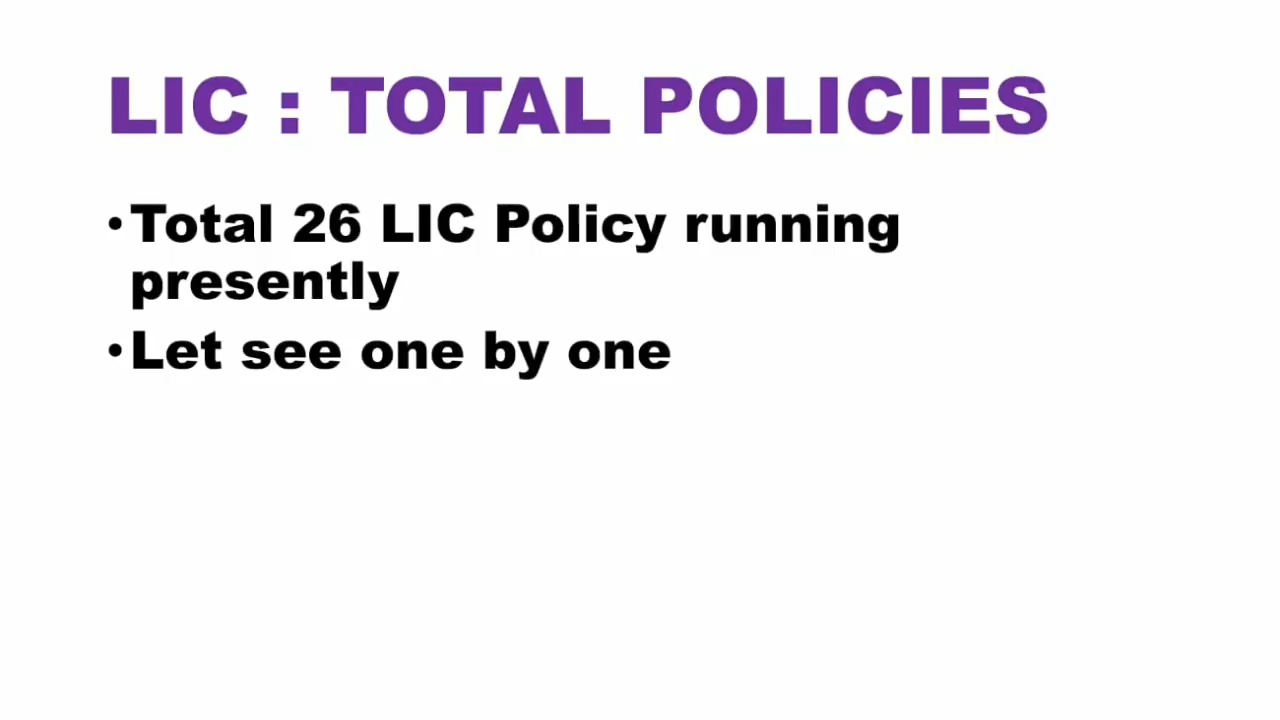 LIC : TOTAL POLICIES
•Total 26 LIC Policy running
presently
•Let see one by one